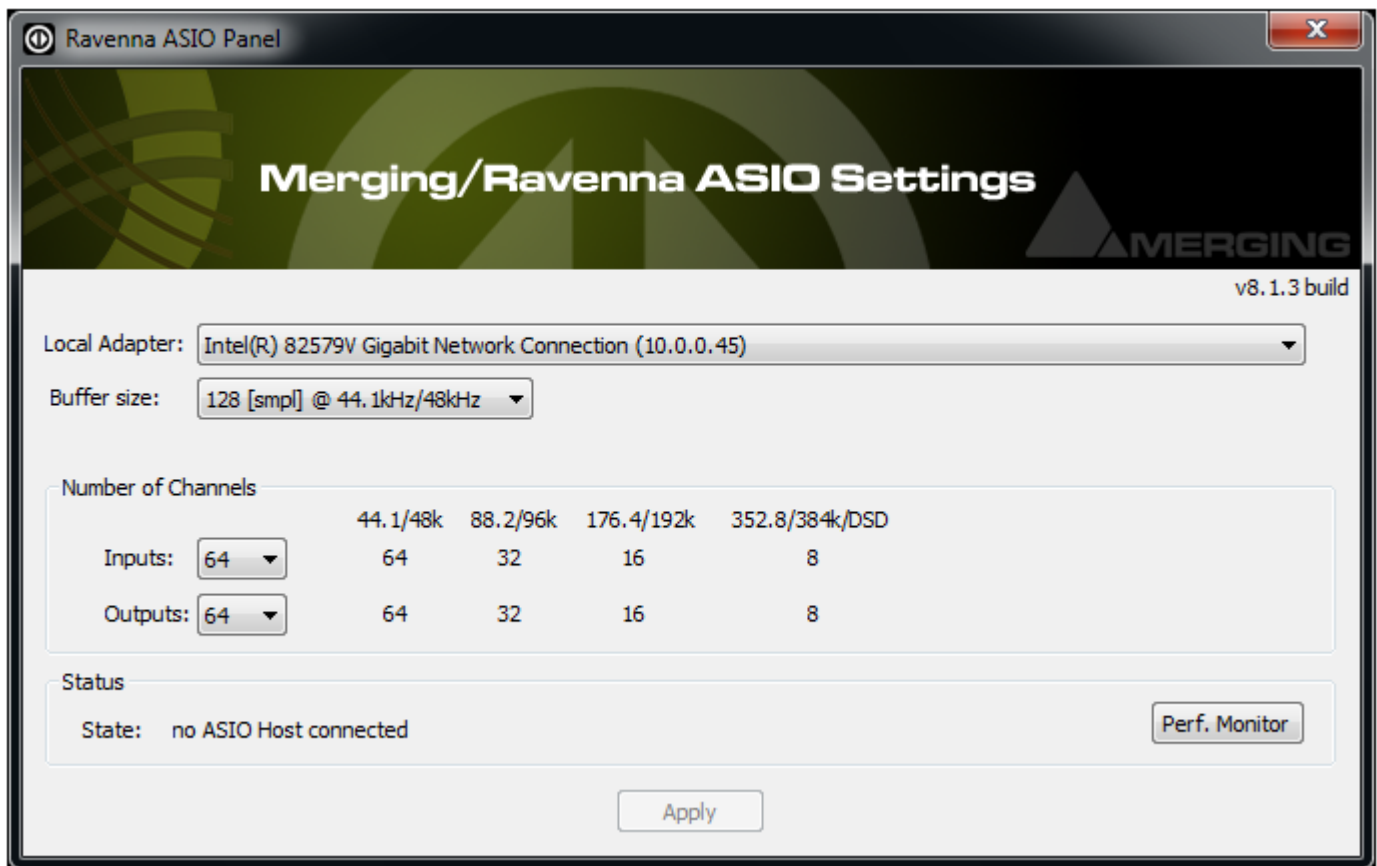 Ravenna ASIO Panel
Merging/Ravenna ASIO Settings
MERGING
v8.1.3 build
Local Adapter: Intel(R) 82579V Gigabit Network Connection (10.0.0.45)
Buffer size: 128 [smpl] @ 44.1kHz/48kHz
Number of Channels
44.1/48k 88.2/96k 176.4/192k 352.8/384k/DSD
Inputs: 64 64 32 16 8
Outputs: 64 64 32 16 8
Status
State: no ASIO Host connected
Perf. Monitor
Apply